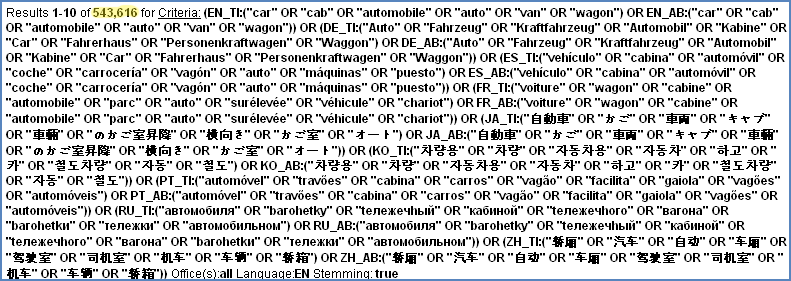 Results 1-10 of 543,616 for Criteria: (EN_TI:("car" OR "cab" OR "automobile" OR "auto" OR "van" OR "wagon") OR EN_AB:("car" OR "cab" OR
"automobile" OR "auto" OR "van" OR "wagon")) OR (DE_TI:("Auto" OR "Fahrzeug" OR "Kraftfahrzeug" OR "Automobil" OR "Kabine" OR
"Car" OR "Fahrerhaus" OR "Personenkraftwagen" OR "Waggon") OR DE_AB:("Auto" OR "Fahrzeug" OR "Kraftfahrzeug" OR "Automobil"
OR "Kabine" OR "Car" OR "Fahrerhaus" OR "Personenkraftwagen" OR "Waggon")) OR (ES_TI:("vehículo" OR "cabina" OR "automóvil" OR
"coche" OR "carrocería" OR "vagón" OR "auto" OR "máquinas" OR "puesto") OR ES_AB:("vehículo" OR "cabina" OR "automóvil" OR
"coche" OR "carrocería" OR "vagón" OR "auto" OR "máquinas" OR "puesto")) OR (FR_TI:("voiture" OR "wagon" OR "cabine" OR
"automobile" OR "parc" OR "auto" OR "surélevée" OR "véhicule" OR "chariot") OR FR_AB:("voiture" OR "wagon" OR "cabine" OR
"automobile" OR "parc" OR "auto" OR "surélevée" OR "véhicule" OR "chariot")) OR (JA_TI:("自動車" OR "かご" OR "車両" OR "キャブ"
OR "車輛" OR "のかご室昇降" OR "横向き" OR "かご室" OR "オート") OR JA_AB:("自動車" OR "かご" OR "車両" OR "キャブ" OR "車輛"
OR "のかご室昇降" OR "横向き" OR "かご室" OR "オート")) OR (KO_TI:("차량용" OR "차량" OR "자동차용" OR "자동차" OR "하고" OR
"카" OR "철도차량" OR "자동" OR "철도") OR KO_AB:("차량용" OR "차량" OR "자동차용" OR "자동차" OR "하고" OR "카" OR "철도차량"
OR "자동" OR "철도")) OR (PT_TI:("automóvel" OR "travões" OR "cabina" OR "carros" OR "vagão" OR "facilita" OR "gaiola" OR "vagões"
OR "automóveis") OR PT_AB:("automóvel" OR "travões" OR "cabina" OR "carros" OR "vagão" OR "facilita" OR "gaiola" OR "vagões" OR
"automóveis")) OR (RU_TI:("автомобиля" OR "barohetky" OR "тележечhый" OR "кабиной" OR "тележечhого" OR "вагона" OR
"barohetки" OR "тележки" OR "автомобильном") OR RU_AB:("автомобиля" OR "barohetky" OR "тележечhый" OR "кабиной" OR
"тележечhого" OR "вагона" OR "barohetки" OR "тележки" OR "автомобильном")) OR (ZH_TI:("轿厢" OR "汽车" OR "自动" OR "车厢" OR
"驾驶室" OR "司机室" OR "机车" OR "车辆" OR "轿箱") OR ZH_AB:("轿厢" OR "汽车" OR "自动" OR "车厢" OR "驾驶室" OR "司机室" OR
"机车" OR "车辆" OR "轿箱")) Office(s):all Language:EN Stemming: true